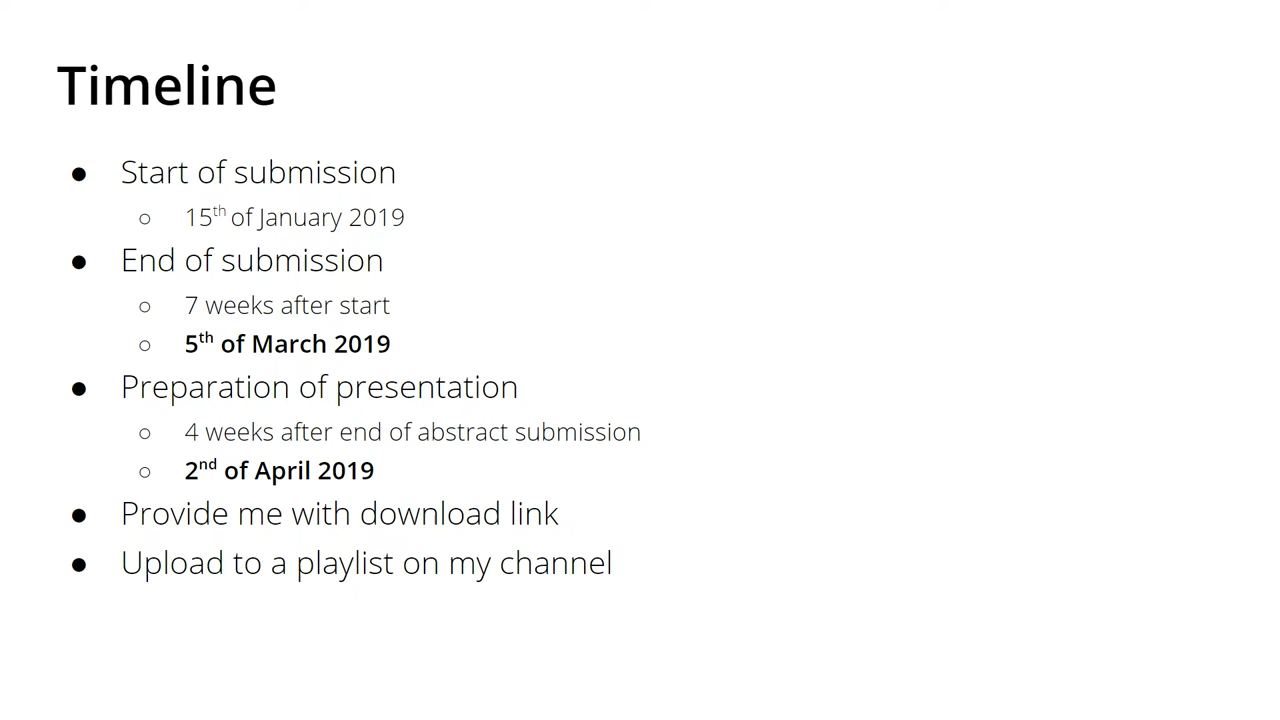 Timeline
● Start of submission
○ 15th of January 2019
● End of submission
○ 7 weeks after start
○ 5th of March 2019
● Preparation of presentation
○ 4 weeks after end of abstract submission
○ 2nd of April 2019
● Provide me with download link
● Upload to a playlist on my channel